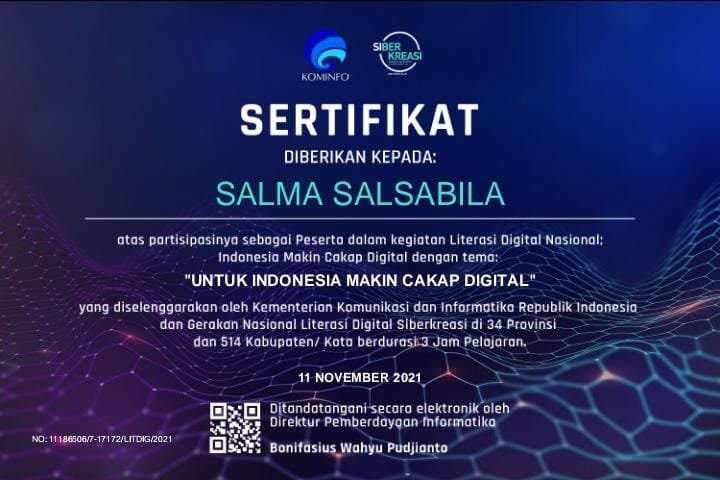 KOMINFO
SIBER
KREASI
SERTIFIKAT
DIBERIKAN KEPADA:
SALMA SALSABILA
atas partisipasinya sebagai Peserta dalam kegiatan Literasi Digital Nasional;
Indonesia Makin Cakap Digital dengan tema:
"UNTUK INDONESIA MAKIN CAKAP DIGITAL"
yang diselenggarakan oleh Kementerian Komunikasi dan Informatika Republik Indonesia
dan Gerakan Nasional Literasi Digital Siberkreasi di 34 Provinsi
dan 514 Kabupaten/ Kota berdurasi 3 Jam Pelajaran.
11 NOVEMBER 2021
Ditandatangani secara elektronik oleh
Direktur Pemberdayaan Informatika
NO: 11186506/7-17172/LITDIG/2021
Bonifasius Wahyu Pudjianto